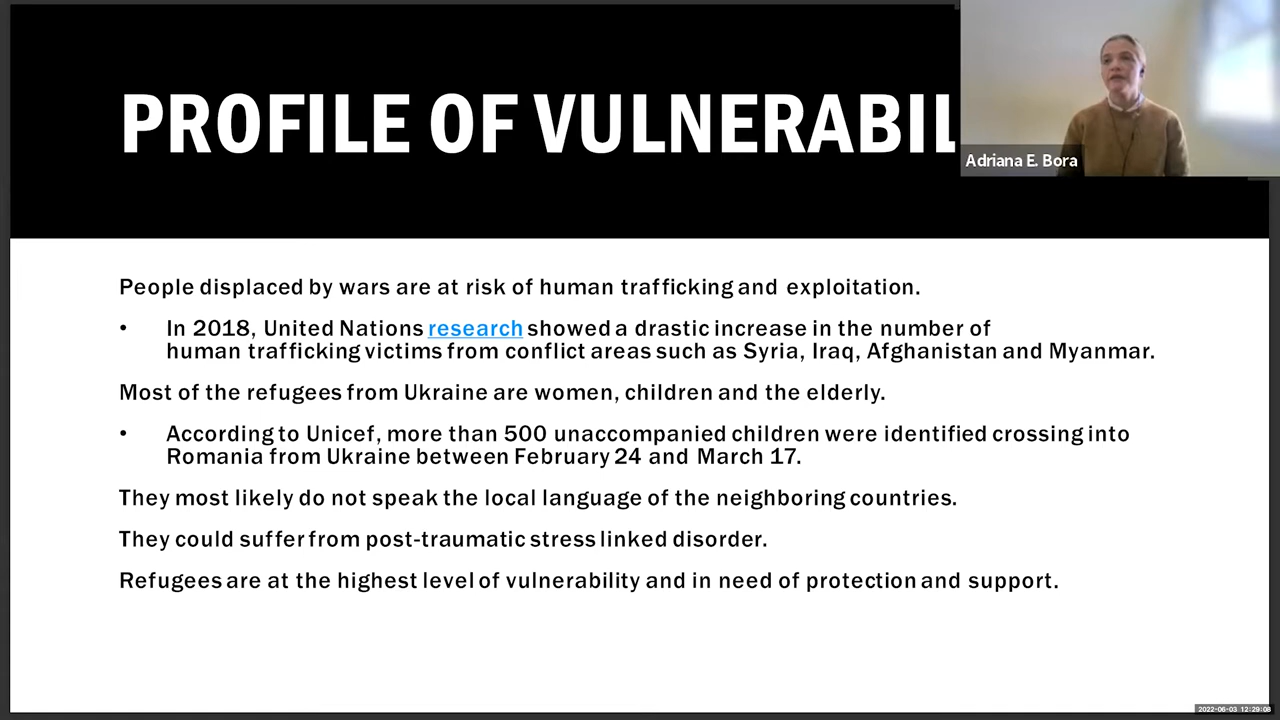 PROFILE OF VULNERABIL
Adriana E. Bora
People displaced by wars are at risk of human trafficking and exploitation.
• In 2018, United Nations research showed a drastic increase in the number of
human trafficking victims from conflict areas such as Syria, Iraq, Afghanistan and Myanmar.
Most of the refugees from Ukraine are women, children and the elderly.
• According to Unicef, more than 500 unaccompanied children were identified crossing into
Romania from Ukraine between February 24 and March 17.
They most likely do not speak the local language of the neighboring countries.
They could suffer from post-traumatic stress linked disorder.
Refugees are at the highest level of vulnerability and in need of protection and support.
2022-06-03 12:29:08